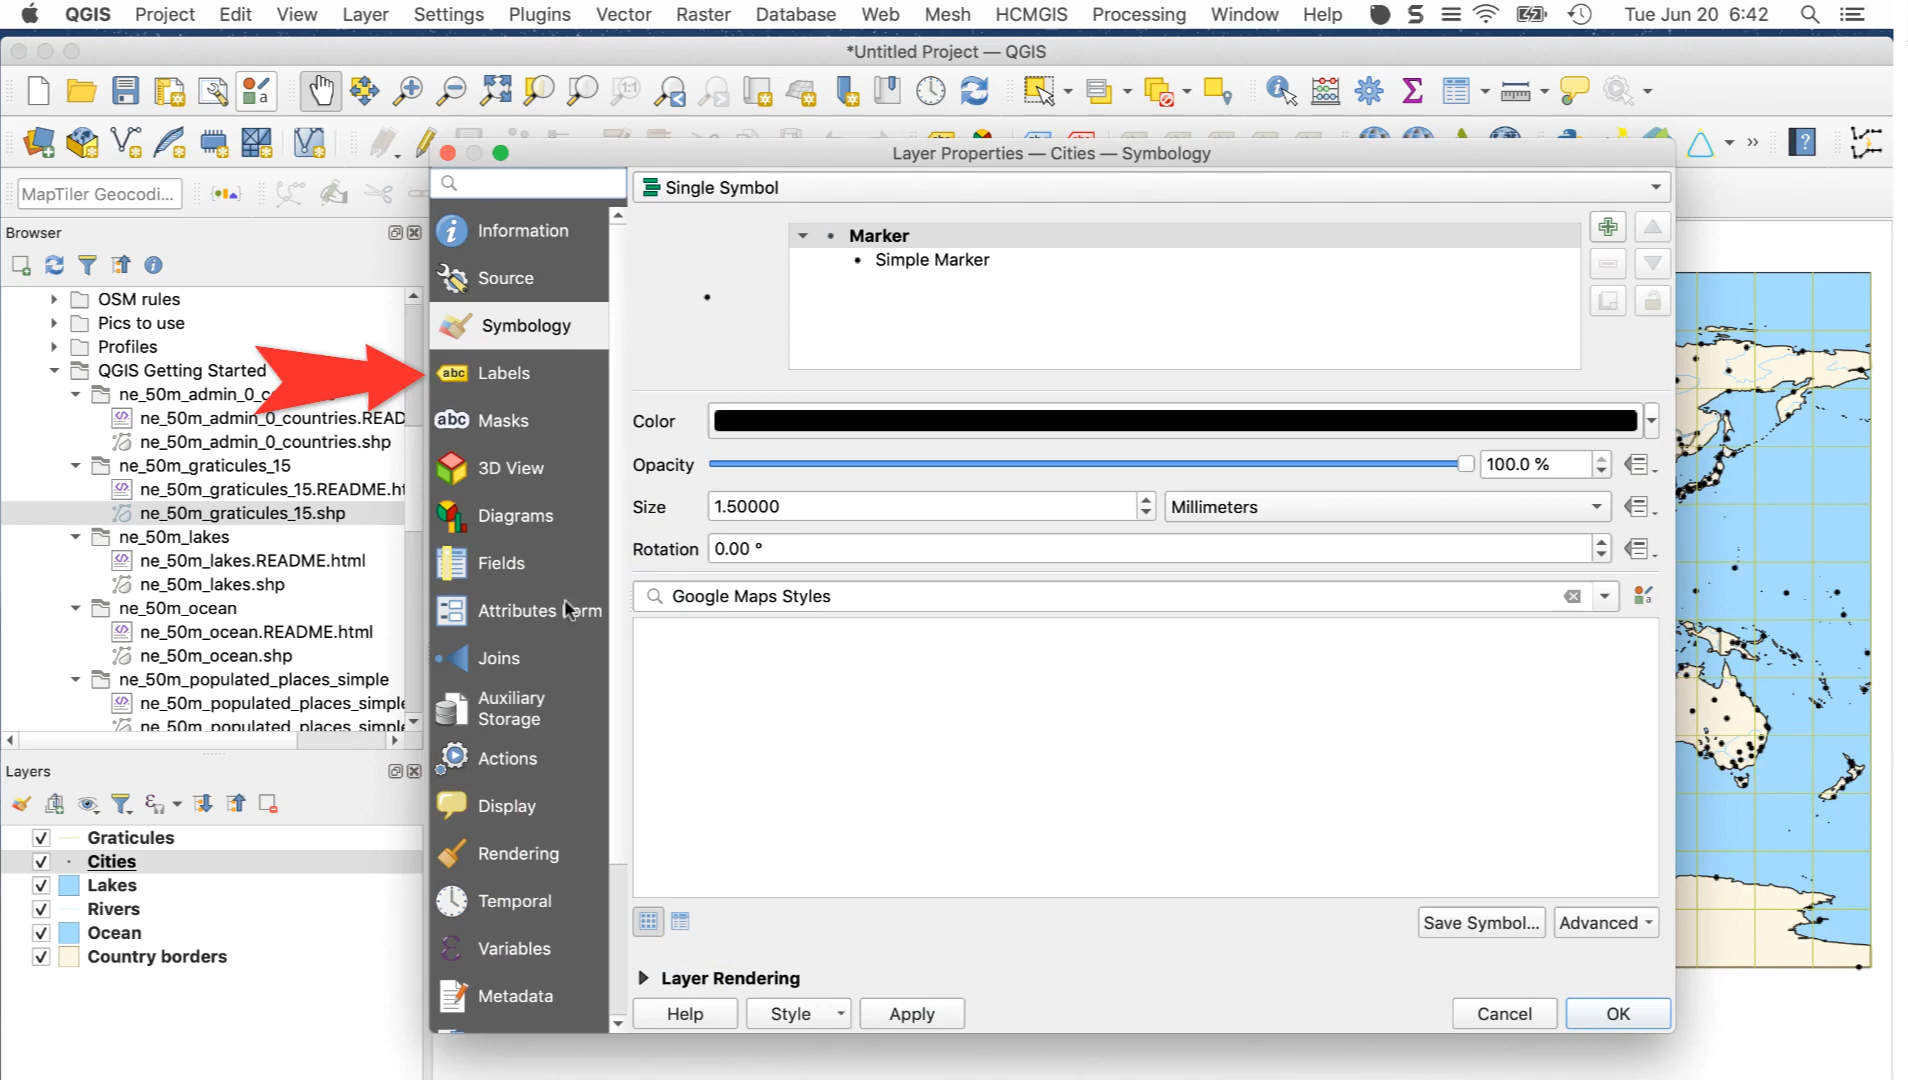 QGIS Project Edit View Layer Settings Plugins Vector Raster Database Web Mesh HCMGIS Processing Window Help Tue Jun 20 6:42
*Untitled Project — QGIS
1:1
a
MapTiler Geocodi...
Browser
OSM rules
Pics to use
Profiles
QGIS Getting Started
ne_50m_admin_0_c
ne_50m_admin_0_countries.READ
ne_50m_admin_0_countries.shp
ne_50m_graticules_15
ne_50m_graticules_15.README.ht
ne_50m_graticules_15.shp
ne_50m_lakes
ne_50m_lakes.README.html
ne_50m_lakes.shp
ne_50m_ocean
ne_50m_ocean.README.html
ne_50m_ocean.shp
ne_50m_populated_places_simple
ne_50m_populated_places_simple
ne_50m_populated_places_simple
Layers
Graticules
Cities
Lakes
Rivers
Ocean
Country borders
Layer Properties — Cities — Symbology
Information
Source
Symbology
abc Labels
abc Masks
3D View
Diagrams
Fields
Attributes Form
Joins
Auxiliary
Storage
Actions
Display
Rendering
Temporal
Variables
Metadata
Single Symbol
Marker
Simple Marker
Color
Opacity 100.0 %
Size 1.50000 Millimeters
Rotation 0.00 °
Google Maps Styles
Save Symbol... Advanced
Layer Rendering
Help Style Apply Cancel OK